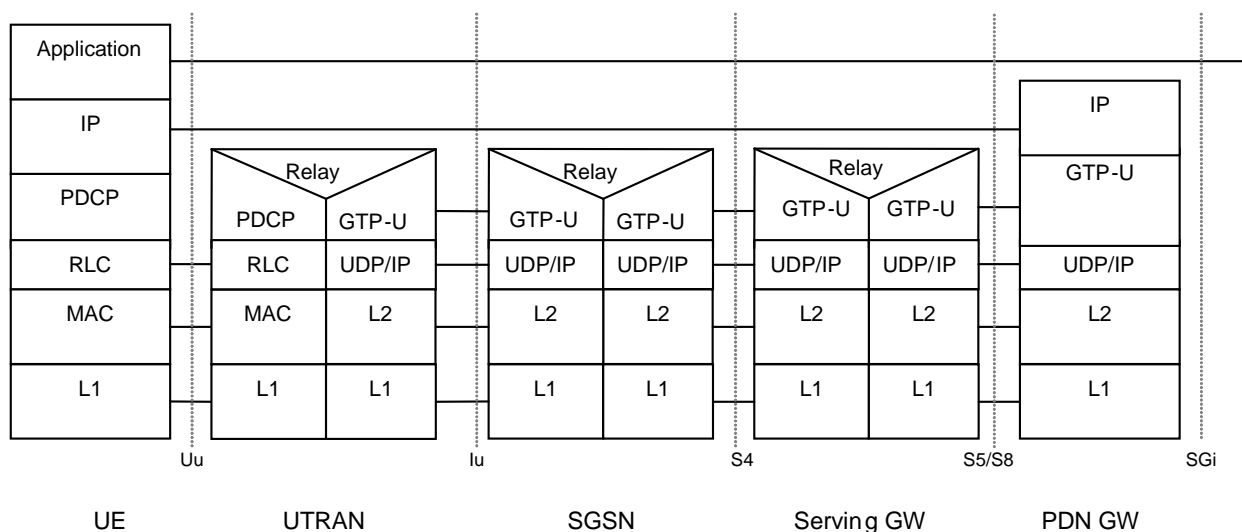 Application
IP
IP
Relay
Relay
Relay
GTP-U
PDCP
PDCP
GTP-U
GTP-U
GTP-U
GTP-U
GTP-U
RLC
RLC
UDP/IP
UDP/IP
UDP/IP
UDP/IP
UDP/IP
UDP/IP
MAC
MAC
L2
L2
L2
L2
L2
L2
L1
L1
L1
L1
L1
L1
L1
L1
Uu
Iu
S4
S5/S8
SGi
UE
UTRAN
SGSN
Serving GW
PDN GW